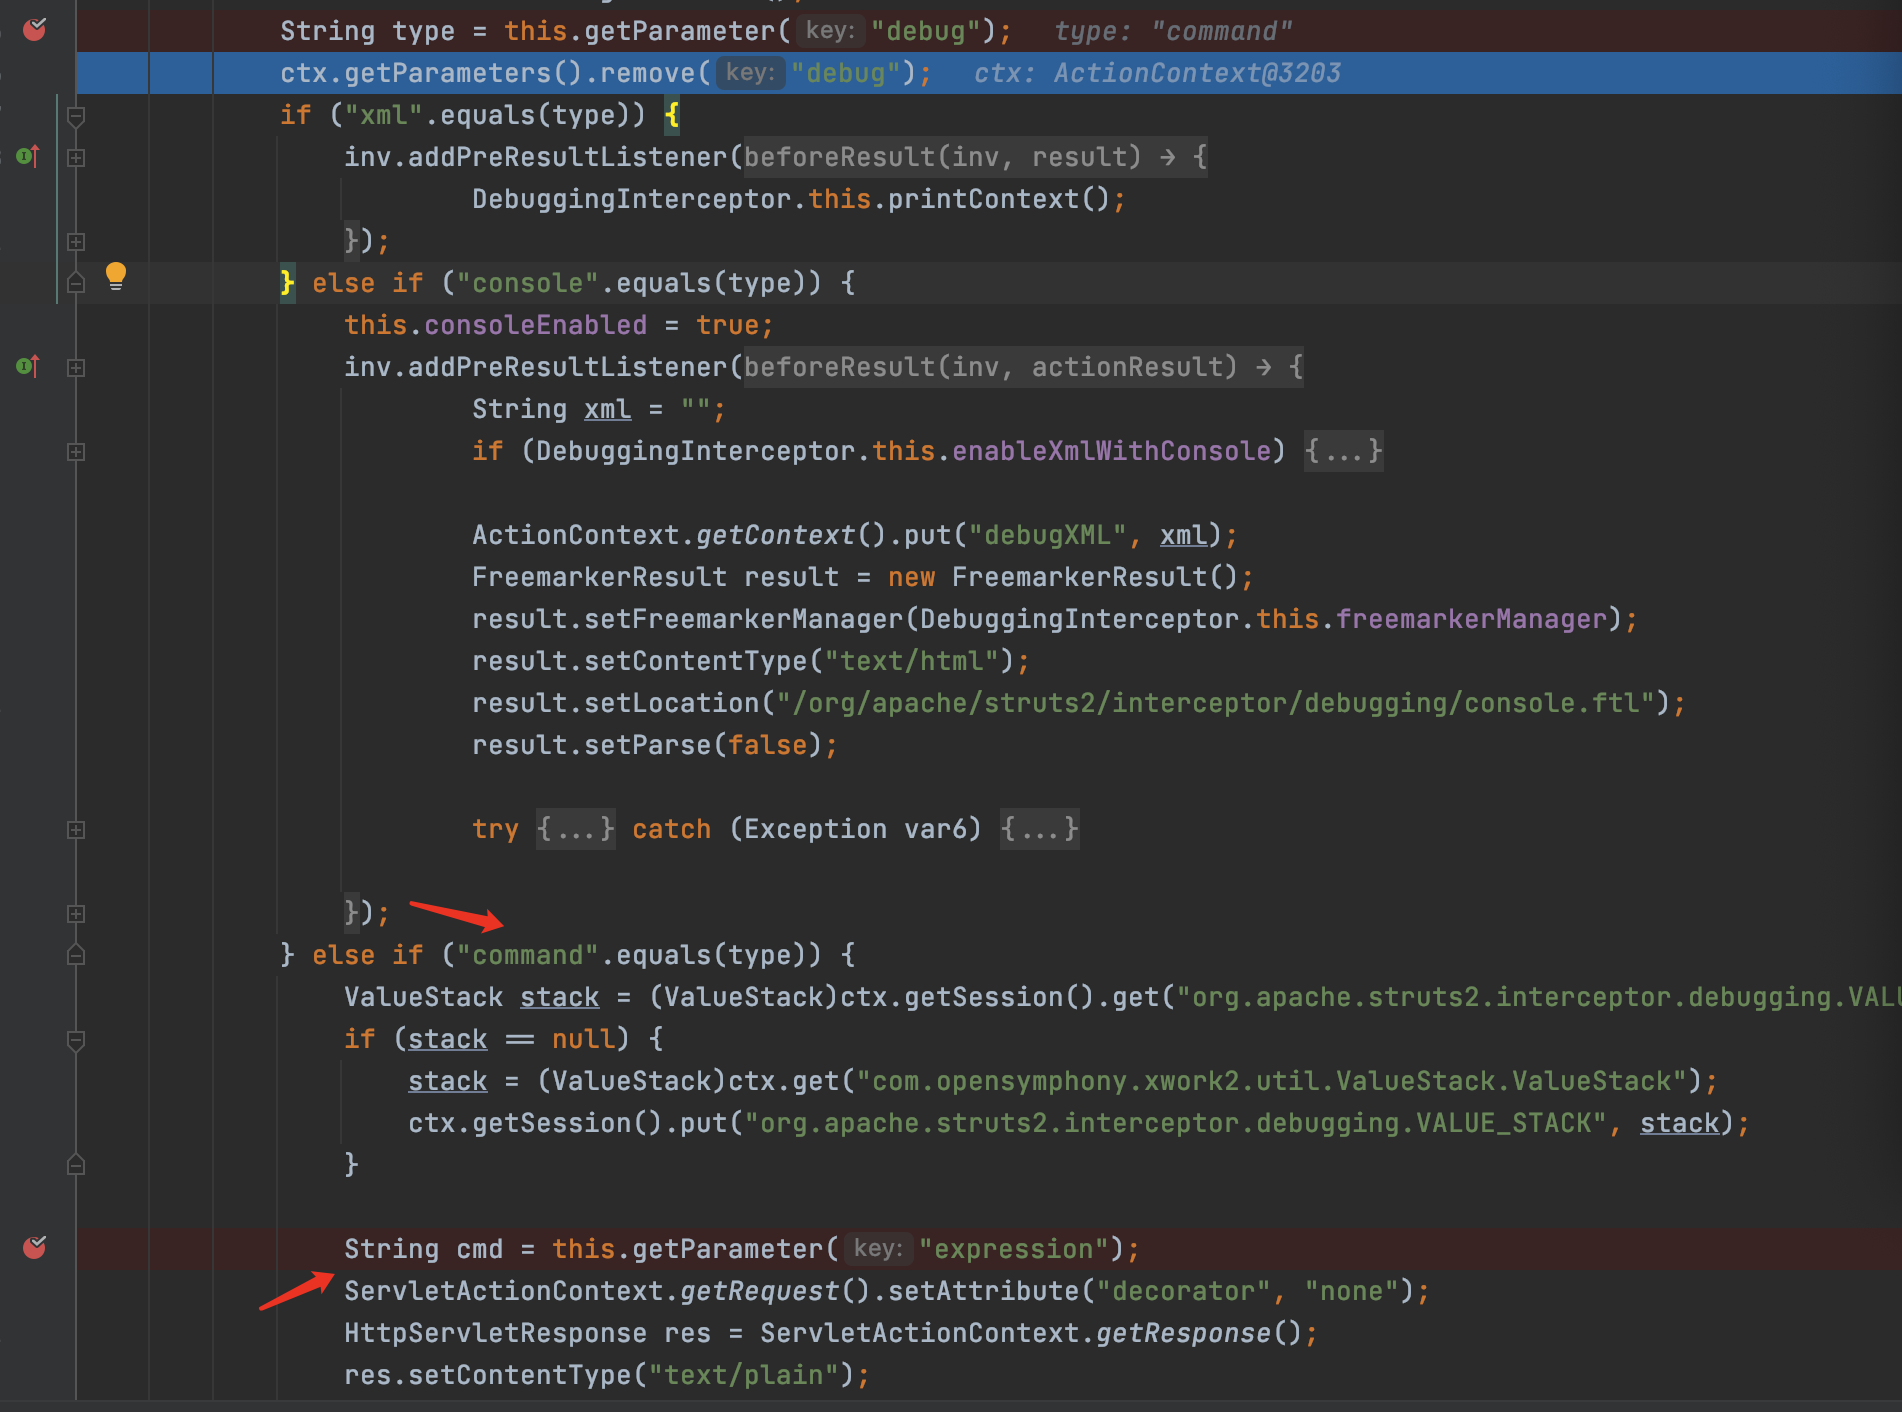 String type = this.getParameter( key: "debug");   type: "command"
ctx.getParameters().remove( key: "debug");   ctx: ActionContext@3203
if ("xml".equals(type)) {
inv.addPreResultListener(beforeResult(inv, result) → {
DebuggingInterceptor.this.printContext();
});
} else if ("console".equals(type)) {
this.consoleEnabled = true;
inv.addPreResultListener(beforeResult(inv, actionResult) → {
String xml = "";
if (DebuggingInterceptor.this.enableXmlWithConsole) {...}
ActionContext.getContext().put("debugXML", xml);
FreemarkerResult result = new FreemarkerResult();
result.setFreemarkerManager(DebuggingInterceptor.this.freemarkerManager);
result.setContentType("text/html");
result.setLocation("/org/apache/struts2/interceptor/debugging/console.ftl");
result.setParse(false);
try {...} catch (Exception var6) {...}
});
} else if ("command".equals(type)) {
ValueStack stack = (ValueStack)ctx.getSession().get("org.apache.struts2.interceptor.debugging.VAL
if (stack == null) {
stack = (ValueStack)ctx.get("com.opensymphony.xwork2.util.ValueStack.ValueStack");
ctx.getSession().put("org.apache.struts2.interceptor.debugging.VALUE_STACK", stack);
}
String cmd = this.getParameter( key: "expression");
ServletActionContext.getRequest().setAttribute("decorator", "none");
HttpServletResponse res = ServletActionContext.getResponse();
res.setContentType("text/plain");